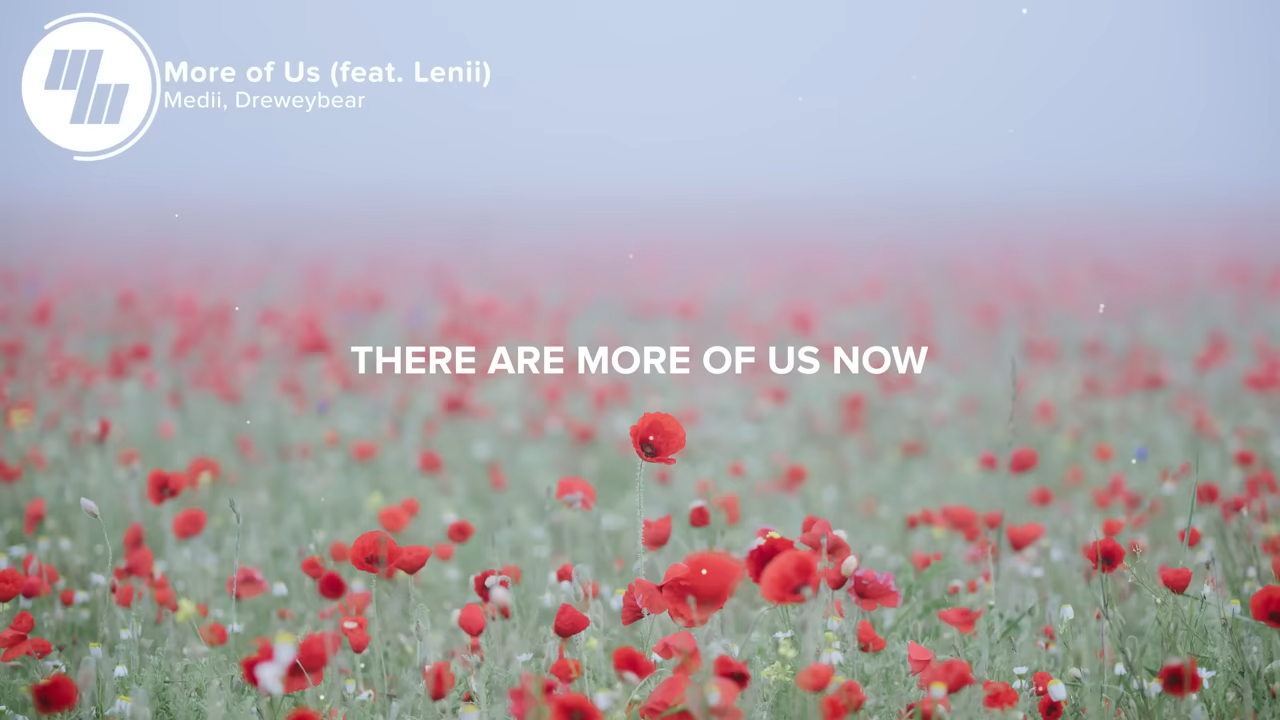 More of Us (feat. Lenii)
Medii, Dreweybear
THERE ARE MORE OF US NOW